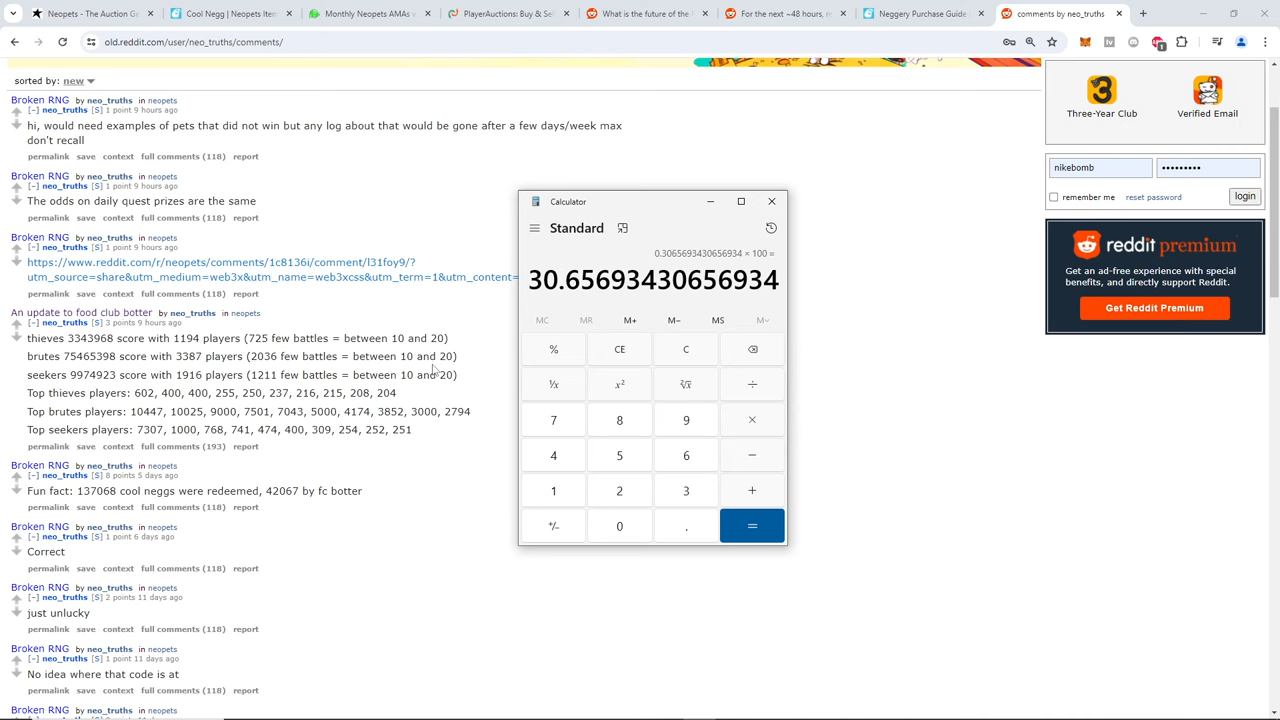 Neopets - The Auction Ge
Cool Negg | Neopets Item
Monthly Neopets AMAs v
PlayerAuctions: Buy & Sel
What is the future of the
For the next ~48 hours, r
Neggery Purchase Guide
comments by neo_truths
old.reddit.com/user/neo_truths/comments/
sorted by: new
Broken RNG by neo_truths in neopets
[-] neo_truths [S] 1 point 9 hours ago
hi, would need examples of pets that did not win but any log about that would be gone after a few days/week max
don't recall
permalink save context full comments (118) report
Broken RNG by neo_truths in neopets
[-] neo_truths [S] 1 point 9 hours ago
The odds on daily quest prizes are the same
permalink save context full comments (118) report
Broken RNG by neo_truths in neopets
[-] neo_truths [S] 1 point 9 hours ago
https://www.reddit.com/r/neopets/comments/1c8136i/comment/l31foy9/?
utm_source=share&utm_medium=web3x&utm_name=web3xcss&utm_term=1&utm_content=
permalink save context full comments (118) report
An update to food club botter by neo_truths in neopets
[-] neo_truths [S] 3 points 9 hours ago
thieves 3343968 score with 1194 players (725 few battles = between 10 and 20)
brutes 75465398 score with 3387 players (2036 few battles = between 10 and 20)
seekers 9974923 score with 1916 players (1211 few battles = between 10 and 20)
Top thieves players: 602, 400, 400, 255, 250, 237, 216, 215, 208, 204
Top brutes players: 10447, 10025, 9000, 7501, 7043, 5000, 4174, 3852, 3000, 2794
Top seekers players: 7307, 1000, 768, 741, 474, 400, 309, 254, 252, 251
permalink save context full comments (193) report
Broken RNG by neo_truths in neopets
[-] neo_truths [S] 8 points 5 days ago
Fun fact: 137068 cool neggs were redeemed, 42067 by fc botter
permalink save context full comments (118) report
Broken RNG by neo_truths in neopets
[-] neo_truths [S] 1 point 6 days ago
Correct
permalink save context full comments (118) report
Broken RNG by neo_truths in neopets
[-] neo_truths [S] 2 points 11 days ago
just unlucky
permalink save context full comments (118) report
Broken RNG by neo_truths in neopets
[-] neo_truths [S] 1 point 11 days ago
No idea where that code is at
permalink save context full comments (118) report
Broken RNG by neo_truths in neopets
Calculator
Standard
0.3065693430656934 × 100 =
30.65693430656934
MC MR M+ M− MS M˅
% CE C
¹/x x² ²√x ÷
7 8 9 ×
4 5 6 −
1 2 3 +
+/− 0 . =
3
Three-Year Club
Verified Email
nikebomb
•••••••••
remember me reset password login
reddit premium
Get an ad-free experience with special
benefits, and directly support Reddit.
Get Reddit Premium